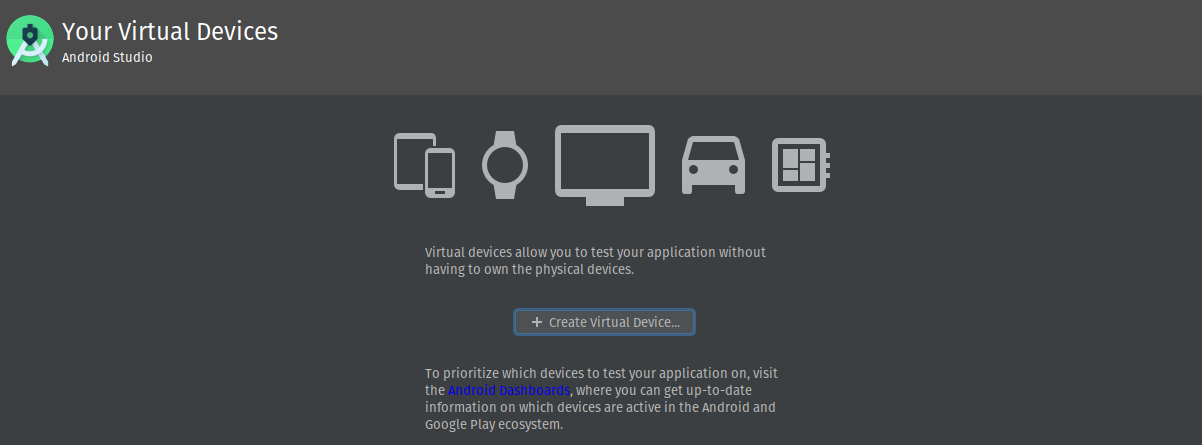 Your Virtual Devices
Android Studio
Virtual devices allow you to test your application without
having to own the physical devices.
+ Create Virtual Device...
To prioritize which devices to test your application on, visit
the Android Dashboards, where you can get up-to-date
information on which devices are active in the Android and
Google Play ecosystem.